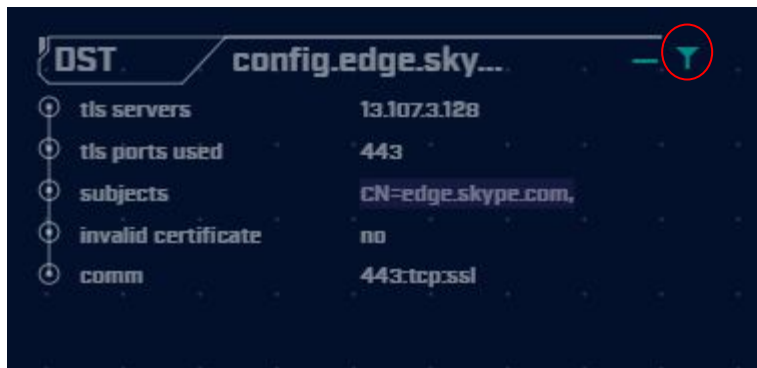 DST config.edge.sky...
tls servers 13.107.3.128
tls ports used 443
subjects CN=edge.skype.com,
invalid certificate no
comm 443:tcp:ssl